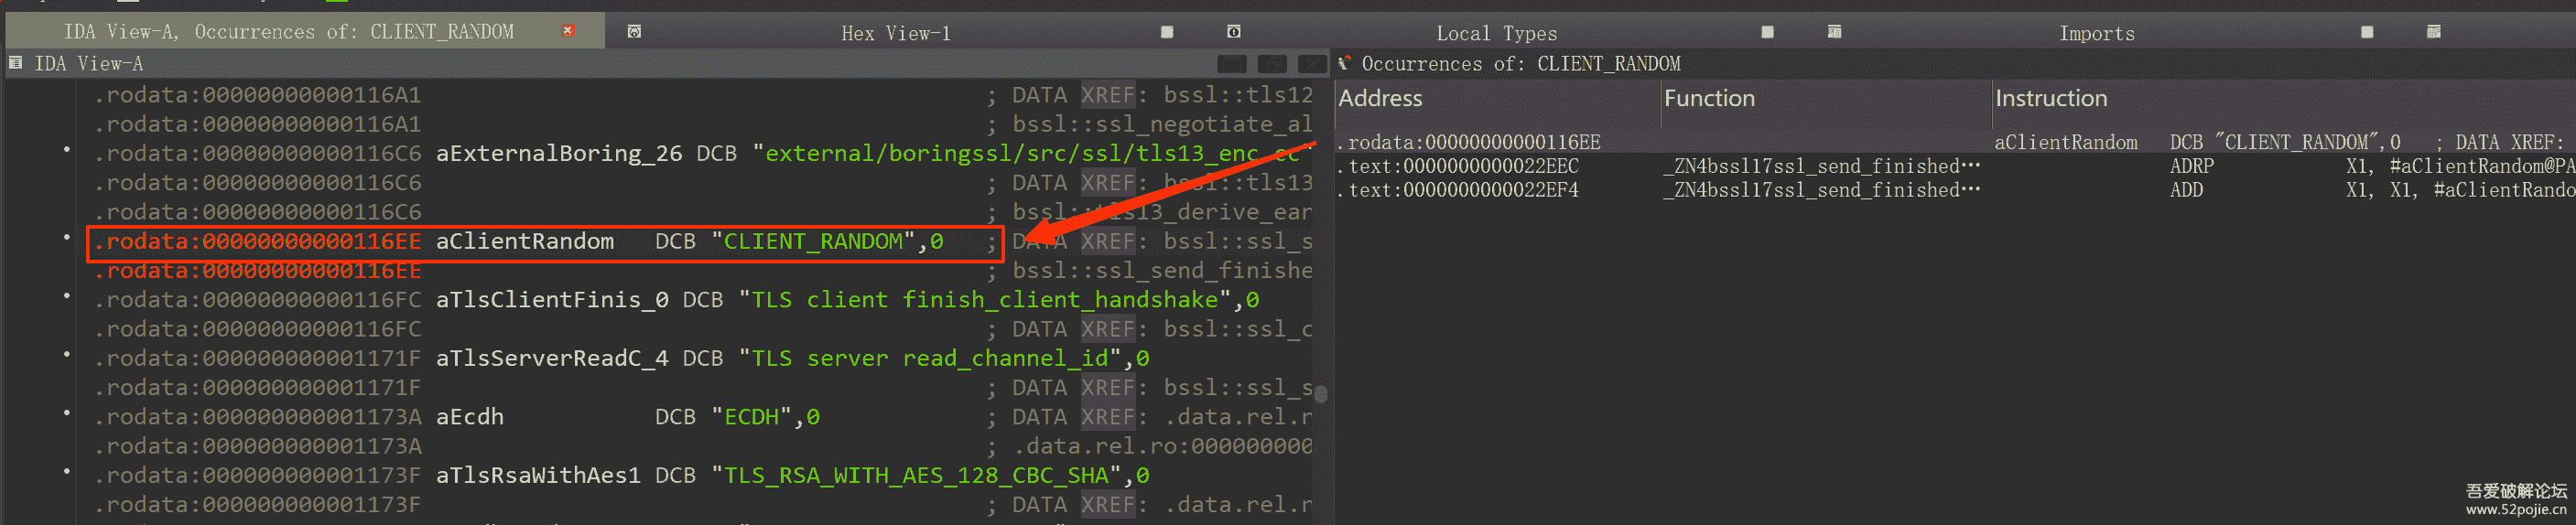 IDA View-A, Occurrences of: CLIENT_RANDOM
Hex View-1
Local Types
Imports
IDA View-A
.rodata:00000000000116A1 ; DATA XREF: bssl::tls12
.rodata:00000000000116A1 ; bssl::ssl_negotiate_al
.rodata:00000000000116C6 aExternalBoring_26 DCB "external/boringssl/src/ssl/tls13_enc.cc"
.rodata:00000000000116C6 ; DATA XREF: bssl::tls13
.rodata:00000000000116C6 ; bssl::tls13_derive_ear
.rodata:00000000000116EE aClientRandom DCB "CLIENT_RANDOM",0 ; DATA XREF: bssl::ssl_s
.rodata:00000000000116EE ; bssl::ssl_send_finishe
.rodata:00000000000116FC aTlsClientFinis_0 DCB "TLS client finish_client_handshake",0
.rodata:00000000000116FC ; DATA XREF: bssl::ssl_c
.rodata:000000000001171F aTlsServerReadC_4 DCB "TLS server read_channel_id",0
.rodata:000000000001171F ; DATA XREF: bssl::ssl_s
.rodata:000000000001173A aEcdh DCB "ECDH",0 ; DATA XREF: .data.rel.r
.rodata:000000000001173A ; .data.rel.ro:0000000000
.rodata:000000000001173F aTlsRsaWithAes1 DCB "TLS_RSA_WITH_AES_128_CBC_SHA",0
.rodata:000000000001173F ; DATA XREF: .data.rel.r
Occurrences of: CLIENT_RANDOM
Address Function Instruction
.rodata:00000000000116EE aClientRandom DCB "CLIENT_RANDOM",0 ; DATA XREF:
.text:0000000000022EEC _ZN4bssl17ssl_send_finished… ADRP X1, #aClientRandom@PA
.text:0000000000022EF4 _ZN4bssl17ssl_send_finished… ADD X1, X1, #aClientRando
吾爱破解论坛
www.52pojie.cn